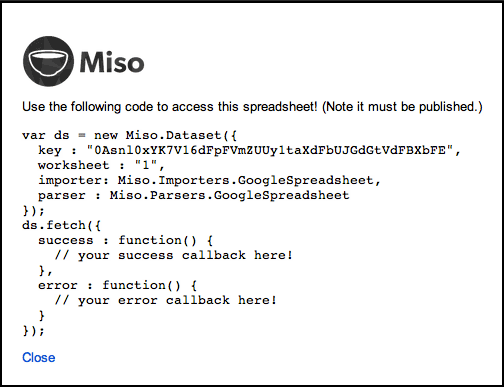 Miso
Use the following code to access this spreadsheet! (Note it must be published.)
var ds = new Miso.Dataset({
  key : "0Asnl0xYK7V16dFpFVmZUUy1taXdFbUJGdGtVdFBXbFE",
  worksheet : "1",
  importer: Miso.Importers.GoogleSpreadsheet,
  parser : Miso.Parsers.GoogleSpreadsheet
});
ds.fetch({
  success : function() {
    // your success callback here!
  },
  error : function() {
    // your error callback here!
  }
});
Close